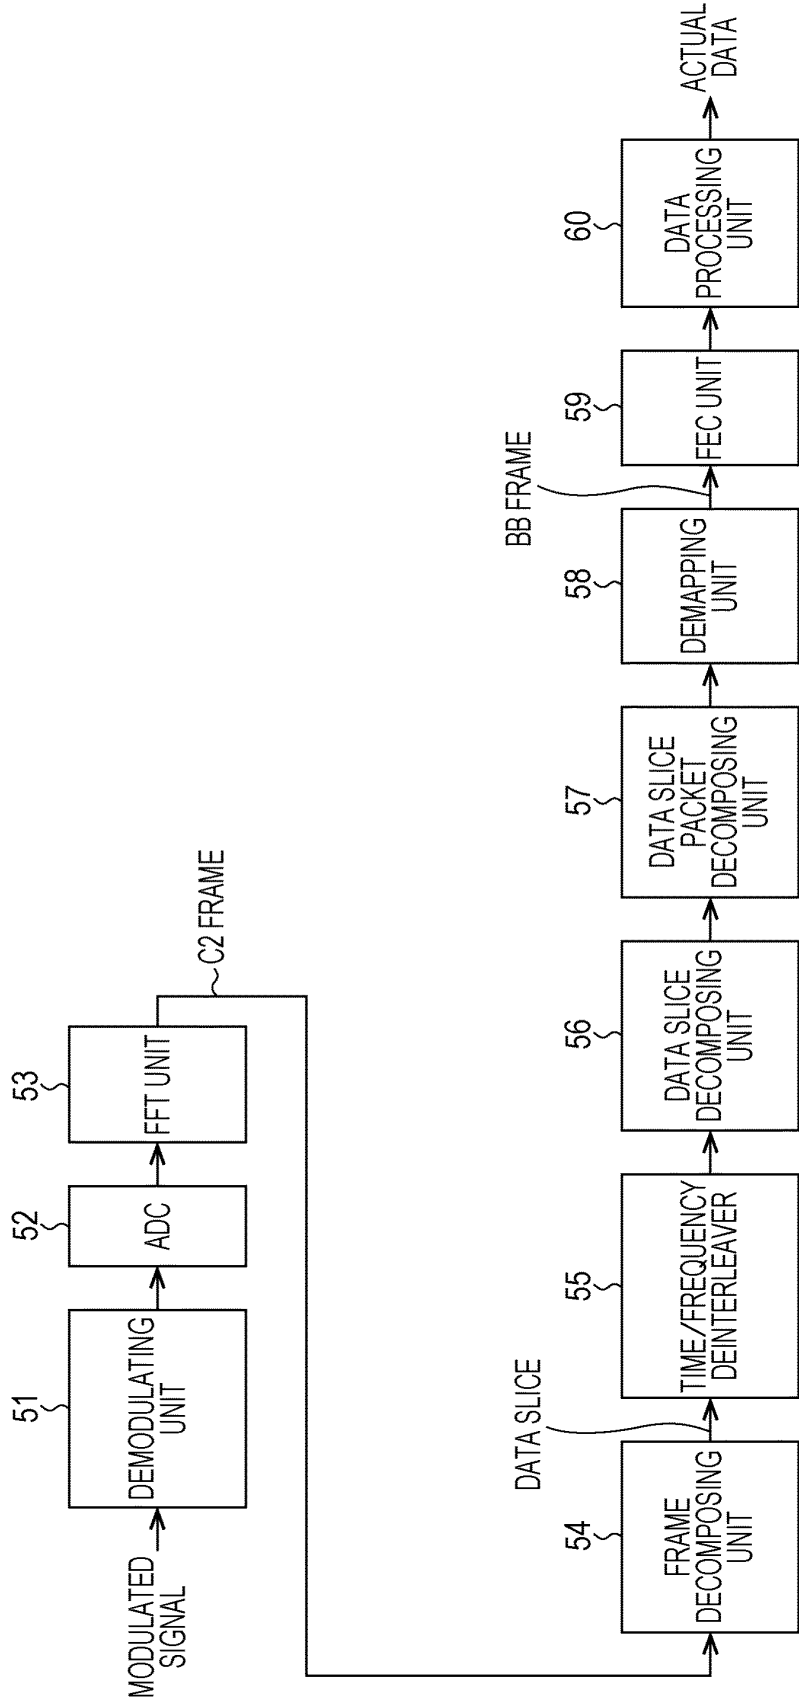 MODULATED
SIGNAL
51
DEMODULATING
UNIT
52
ADC
53
FFT UNIT
C2 FRAME
54
FRAME
DECOMPOSING
UNIT
DATA SLICE
55
TIME/FREQUENCY
DEINTERLEAVER
56
DATA SLICE
DECOMPOSING
UNIT
57
DATA SLICE
PACKET
DECOMPOSING
UNIT
58
DEMAPPING
UNIT
BB FRAME
59
FEC UNIT
60
DATA
PROCESSING
UNIT
ACTUAL
DATA